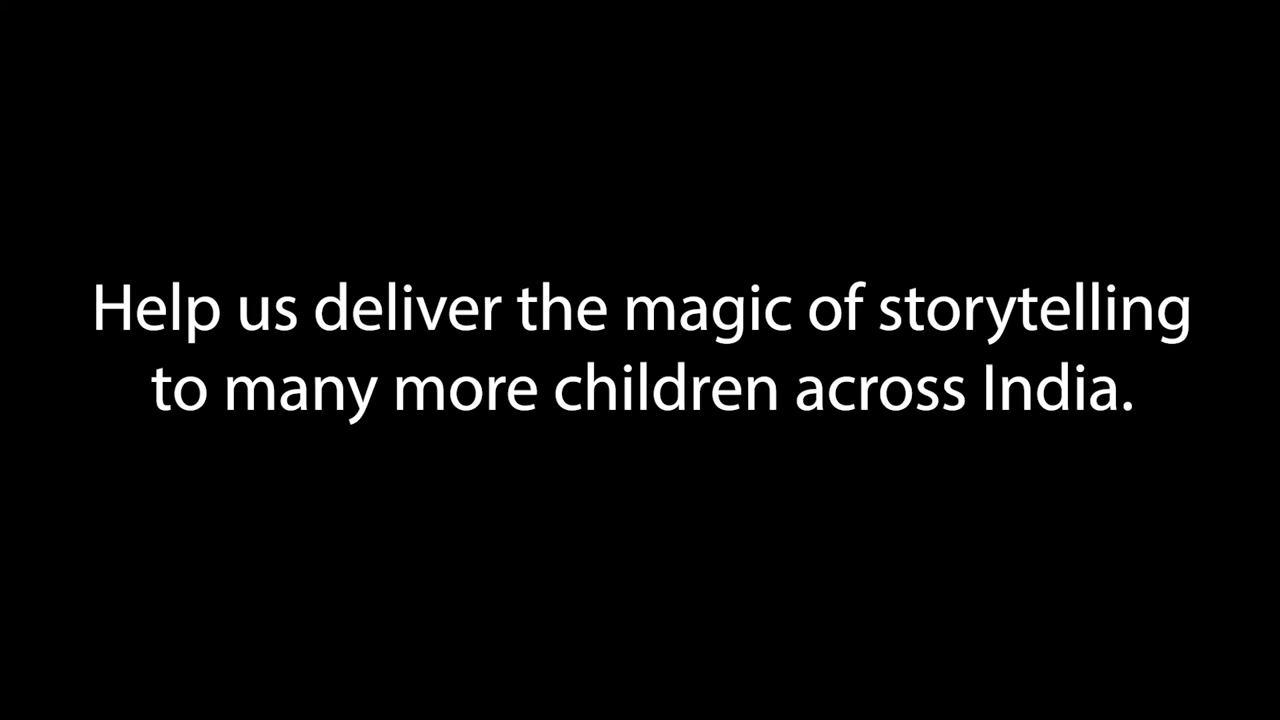 Help us deliver the magic of storytelling
to many more children across India.